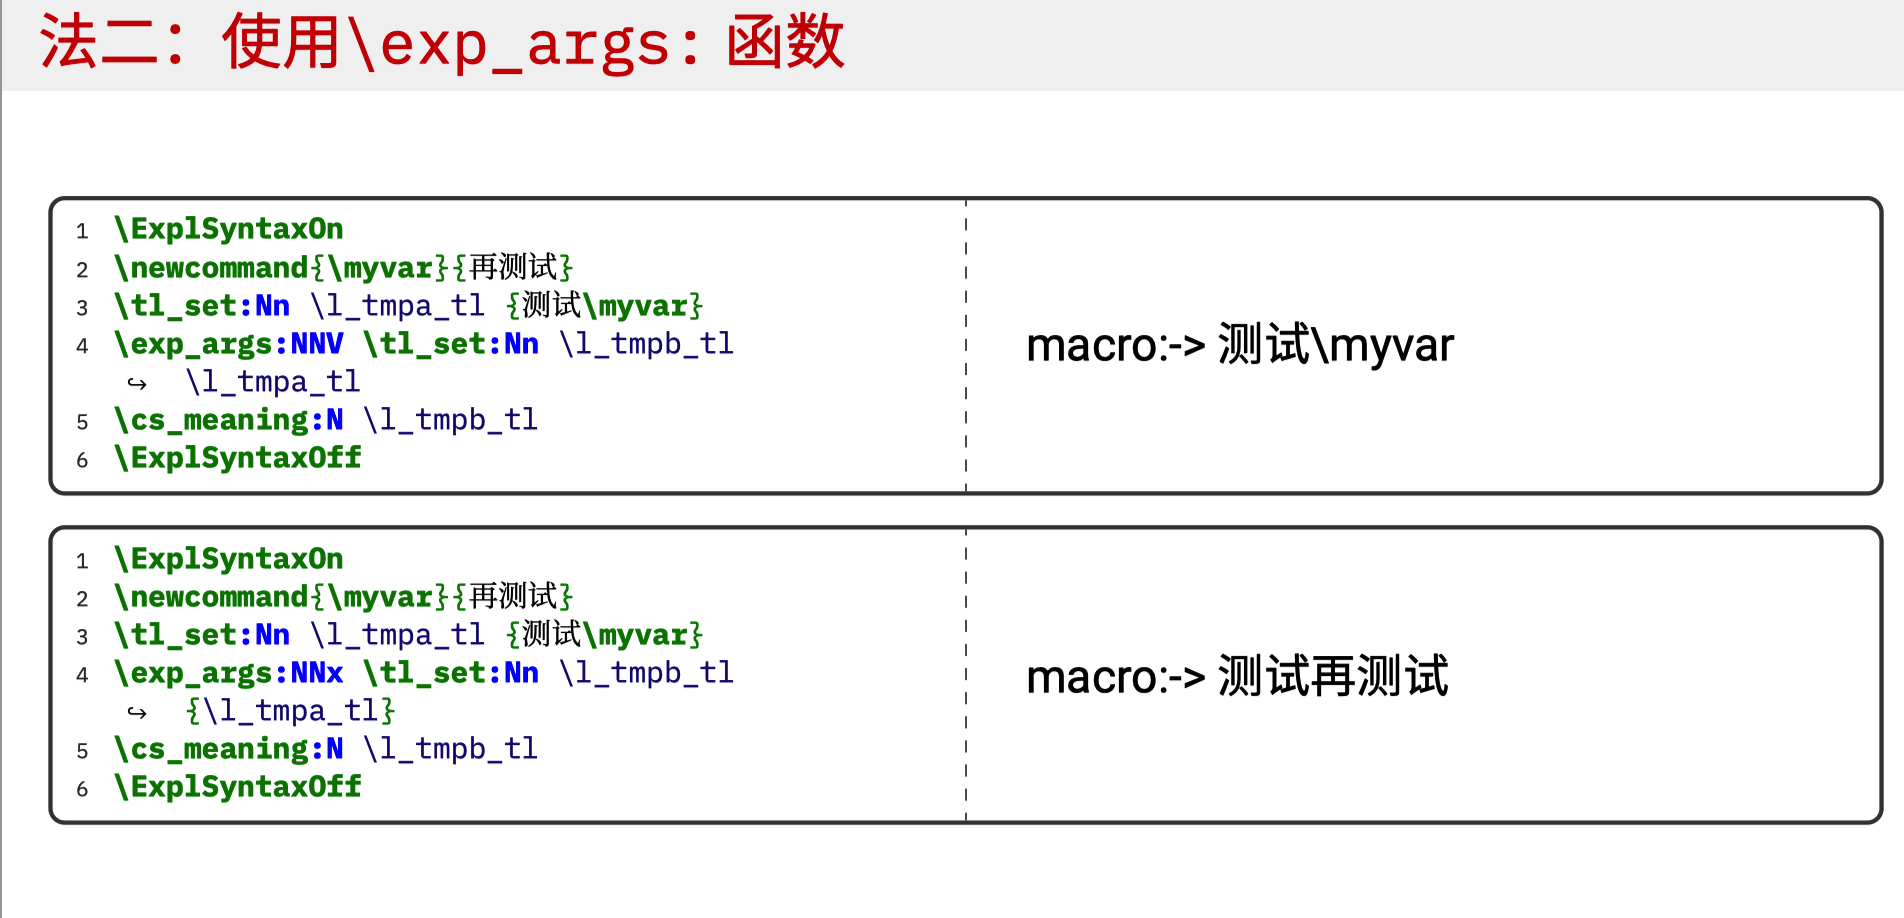 法二：使用\exp_args：函数
1 \ExplSyntaxOn
2 \newcommand{\myvar}{再测试}
3 \tl_set:Nn \l_tmpa_tl {测试\myvar}
4 \exp_args:NNV \tl_set:Nn \l_tmpb_tl
↪ \l_tmpa_tl
5 \cs_meaning:N \l_tmpb_tl
6 \ExplSyntaxOff
macro:-> 测试\myvar
1 \ExplSyntaxOn
2 \newcommand{\myvar}{再测试}
3 \tl_set:Nn \l_tmpa_tl {测试\myvar}
4 \exp_args:NNx \tl_set:Nn \l_tmpb_tl
↪ {\l_tmpa_tl}
5 \cs_meaning:N \l_tmpb_tl
6 \ExplSyntaxOff
macro:-> 测试再测试